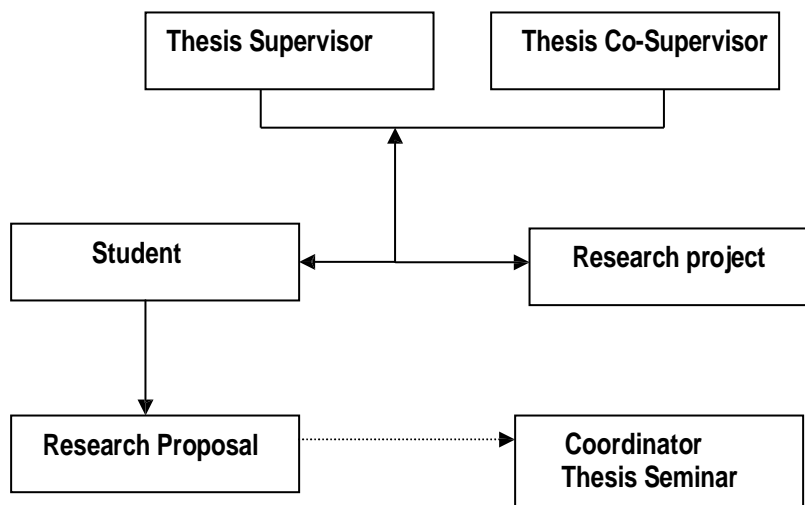 Thesis Supervisor
Thesis Co-Supervisor
Student
Research project
Research Proposal
Coordinator
Thesis Seminar